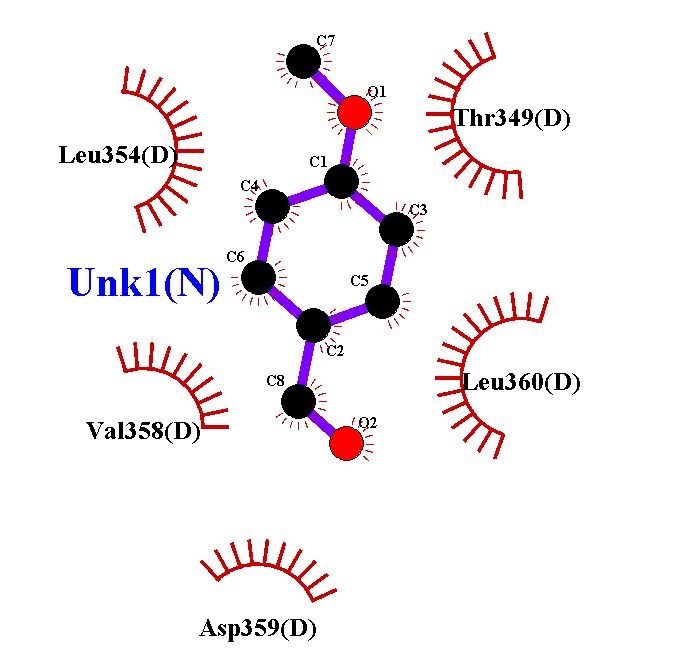 C7
O1
Thr349(D)
Leu354(D)
C1
C4
C3
C6
Unk1(N)
C5
C2
C8
Leu360(D)
Val358(D)
O2
Asp359(D)